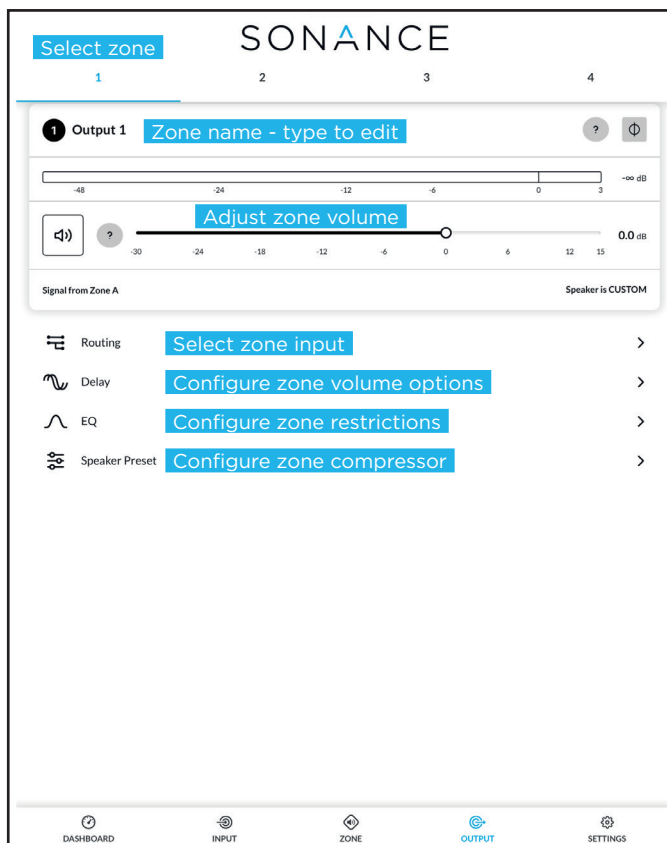 SONANCE
Select zone
1 2 3 4
1 Output 1 Zone name - type to edit ?
-48 -24 -12 -6 0 3 -∞ dB
Adjust zone volume
? 0.0 dB
-30 -24 -18 -12 -6 0 6 12 15
Signal from Zone A Speaker is CUSTOM
Routing Select zone input >
Delay Configure zone volume options >
EQ Configure zone restrictions >
Speaker Preset Configure zone compressor >
DASHBOARD INPUT ZONE OUTPUT SETTINGS